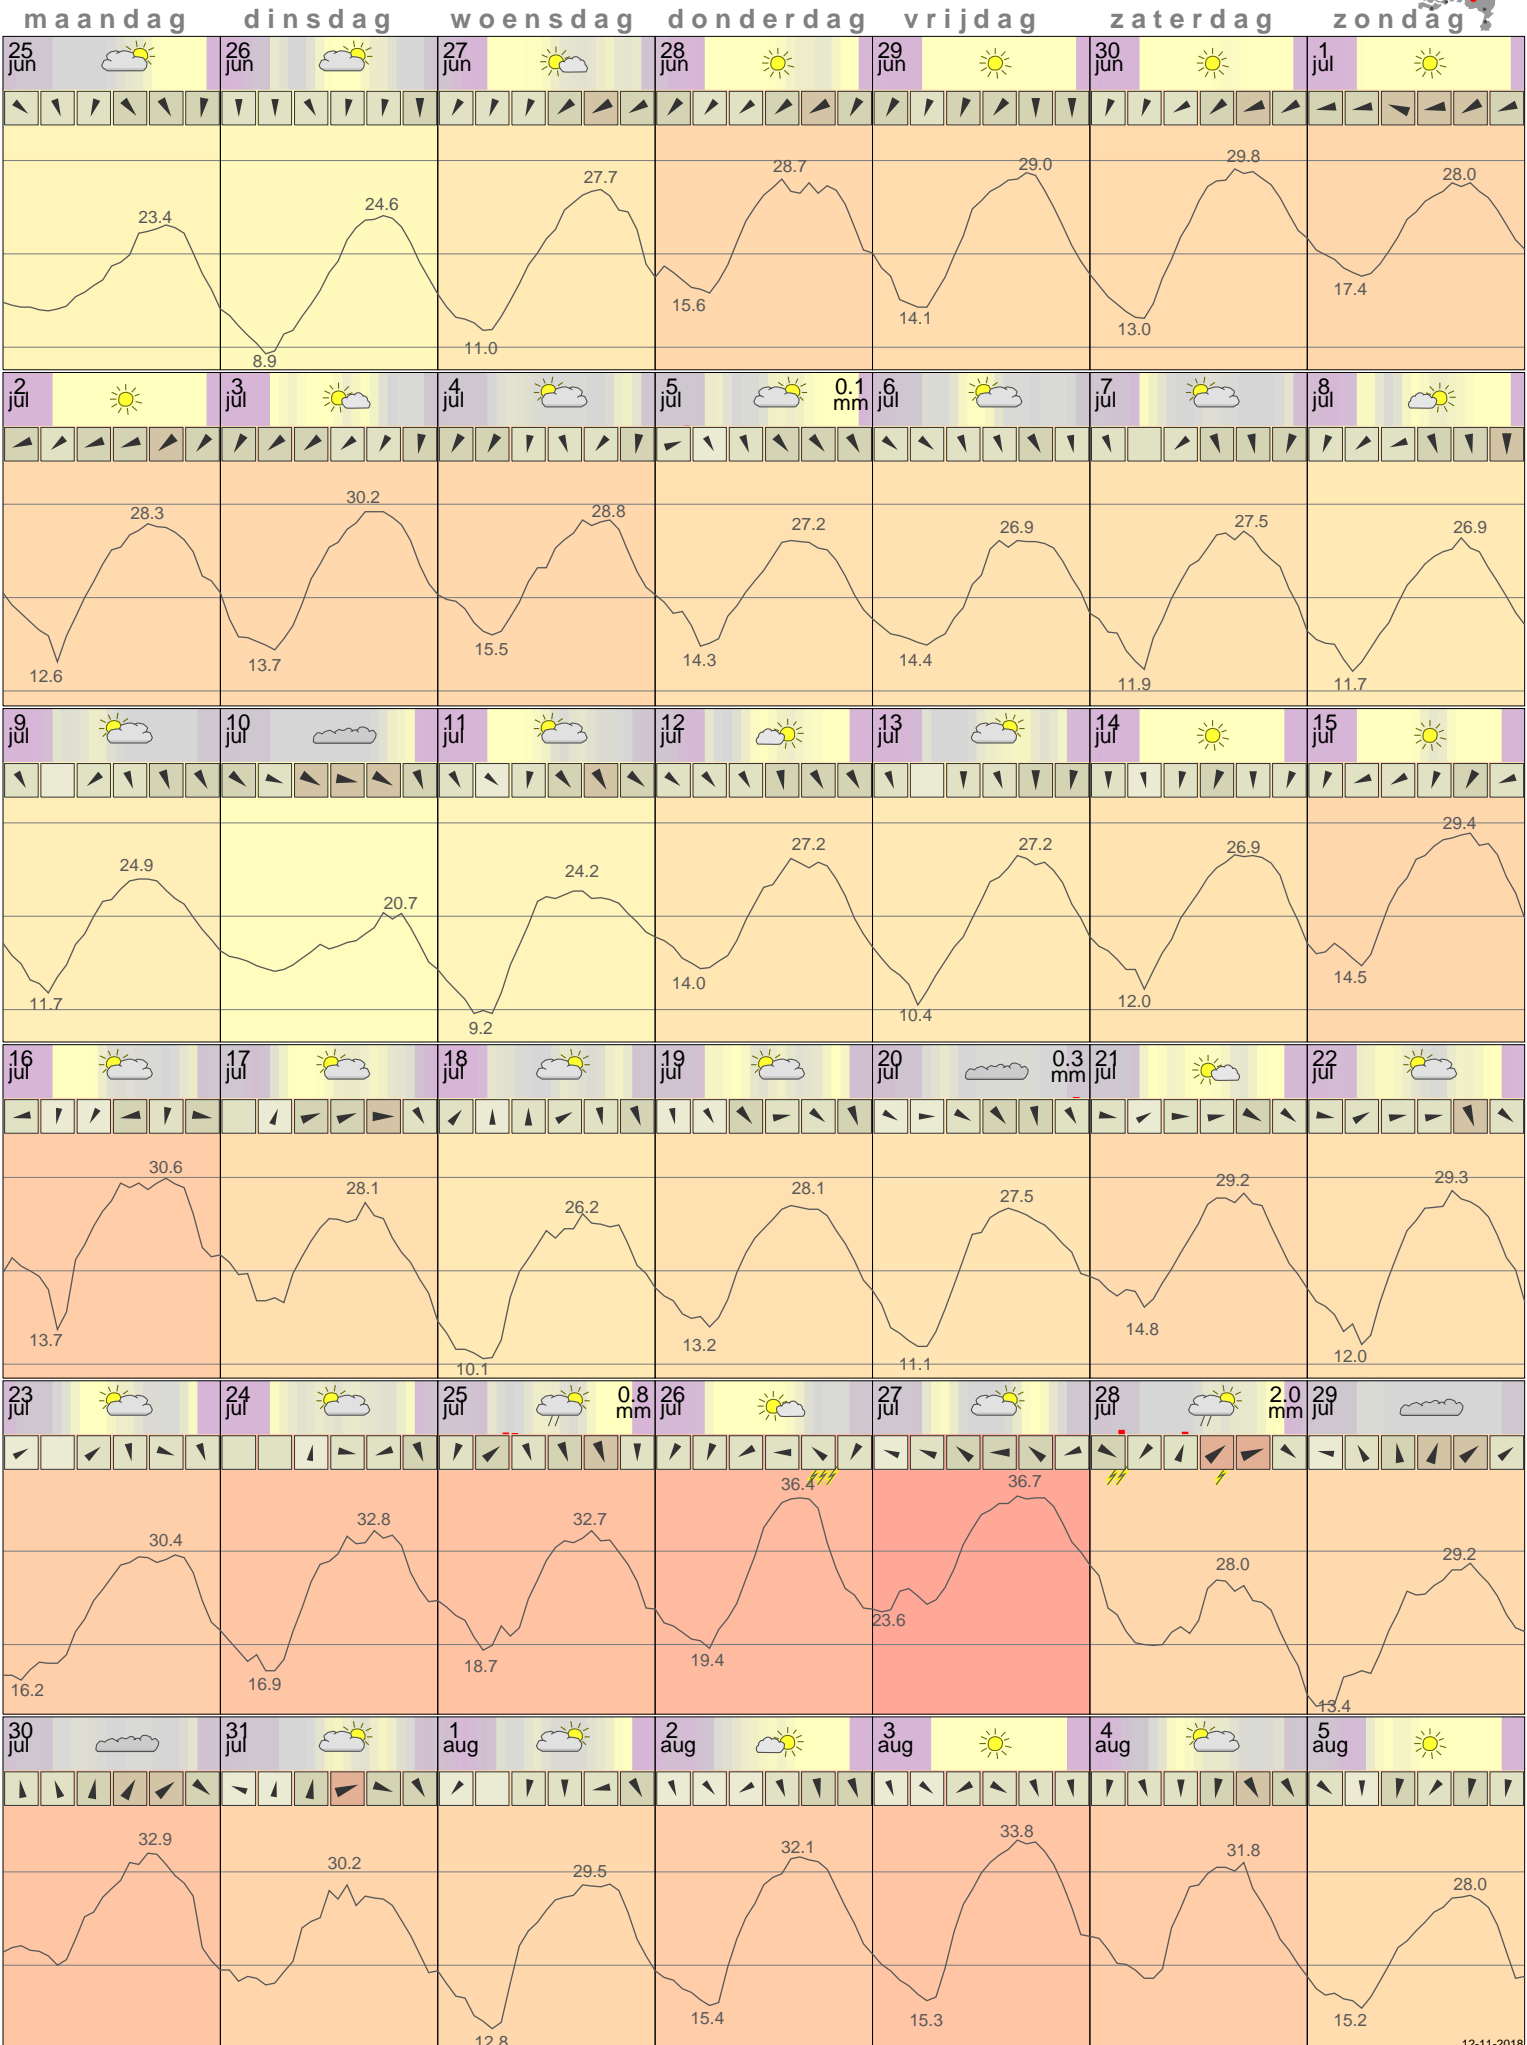 maandag dinsdag woensdag donderdag vrijdag zaterdag zondag
25 jun 26 jun 27 jun 28 jun 29 jun 30 jun 1 jul
23.4 24.6 27.7 28.7 29.0 29.8 28.0
8.9 11.0 15.6 14.1 13.0 17.4
2 jul 3 jul 4 jul 5 jul 0.1 mm 6 jul 7 jul 8 jul
28.3 30.2 28.8 27.2 26.9 27.5 26.9
12.6 13.7 15.5 14.3 14.4 11.9 11.7
9 jul 10 jul 11 jul 12 jul 13 jul 14 jul 15 jul
24.9 20.7 24.2 27.2 27.2 26.9 29.4
11.7 9.2 14.0 10.4 12.0 14.5
16 jul 17 jul 18 jul 19 jul 20 jul 0.3 mm 21 jul 22 jul
30.6 28.1 26.2 28.1 27.5 29.2 29.3
13.7 10.1 13.2 11.1 14.8 12.0
23 jul 24 jul 25 jul 0.8 mm 26 jul 27 jul 28 jul 2.0 mm 29 jul
30.4 32.8 32.7 36.4 36.7 28.0 29.2
16.2 16.9 18.7 19.4 23.6 13.4
30 jul 31 jul 1 aug 2 aug 3 aug 4 aug 5 aug
32.9 30.2 29.5 32.1 33.8 31.8 28.0
12.8 15.4 15.3 15.2
12-11-2018